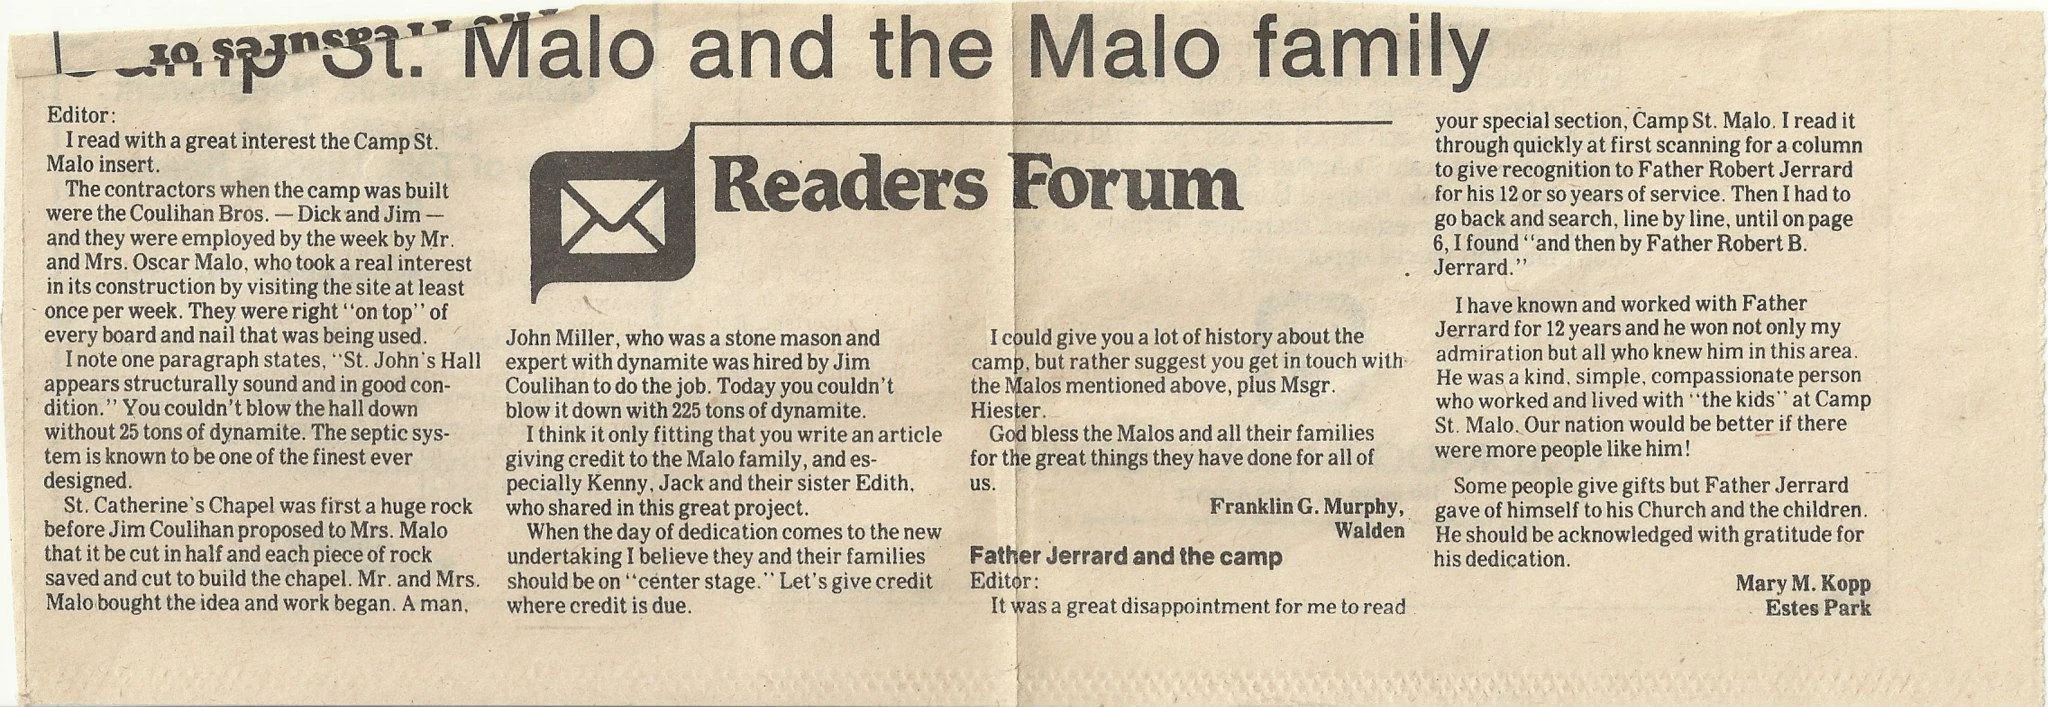 Camp St. Malo and the Malo family
Editor:
I read with a great interest the Camp St.
Malo insert.
The contractors when the camp was built
were the Coulihan Bros. — Dick and Jim —
and they were employed by the week by Mr.
and Mrs. Oscar Malo, who took a real interest
in its construction by visiting the site at least
once per week. They were right "on top" of
every board and nail that was being used.
I note one paragraph states, "St. John's Hall
appears structurally sound and in good con-
dition." You couldn't blow the hall down
without 25 tons of dynamite. The septic sys-
tem is known to be one of the finest ever
designed.
St. Catherine's Chapel was first a huge rock
before Jim Coulihan proposed to Mrs. Malo
that it be cut in half and each piece of rock
saved and cut to build the chapel. Mr. and Mrs.
Malo bought the idea and work began. A man,
Readers Forum
John Miller, who was a stone mason and
expert with dynamite was hired by Jim
Coulihan to do the job. Today you couldn't
blow it down with 225 tons of dynamite.
I think it only fitting that you write an article
giving credit to the Malo family, and es-
pecially Kenny, Jack and their sister Edith,
who shared in this great project.
When the day of dedication comes to the new
undertaking I believe they and their families
should be on "center stage." Let's give credit
where credit is due.
I could give you a lot of history about the
camp, but rather suggest you get in touch with
the Malos mentioned above, plus Msgr.
Hiester.
God bless the Malos and all their families
for the great things they have done for all of
us.
Franklin G. Murphy,
Walden
Father Jerrard and the camp
Editor:
It was a great disappointment for me to read
your special section, Camp St. Malo. I read it
through quickly at first scanning for a column
to give recognition to Father Robert Jerrard
for his 12 or so years of service. Then I had to
go back and search, line by line, until on page
6, I found "and then by Father Robert B.
Jerrard."
I have known and worked with Father
Jerrard for 12 years and he won not only my
admiration but all who knew him in this area.
He was a kind, simple, compassionate person
who worked and lived with "the kids" at Camp
St. Malo. Our nation would be better if there
were more people like him!
Some people give gifts but Father Jerrard
gave of himself to his Church and the children.
He should be acknowledged with gratitude for
his dedication.
Mary M. Kopp
Estes Park